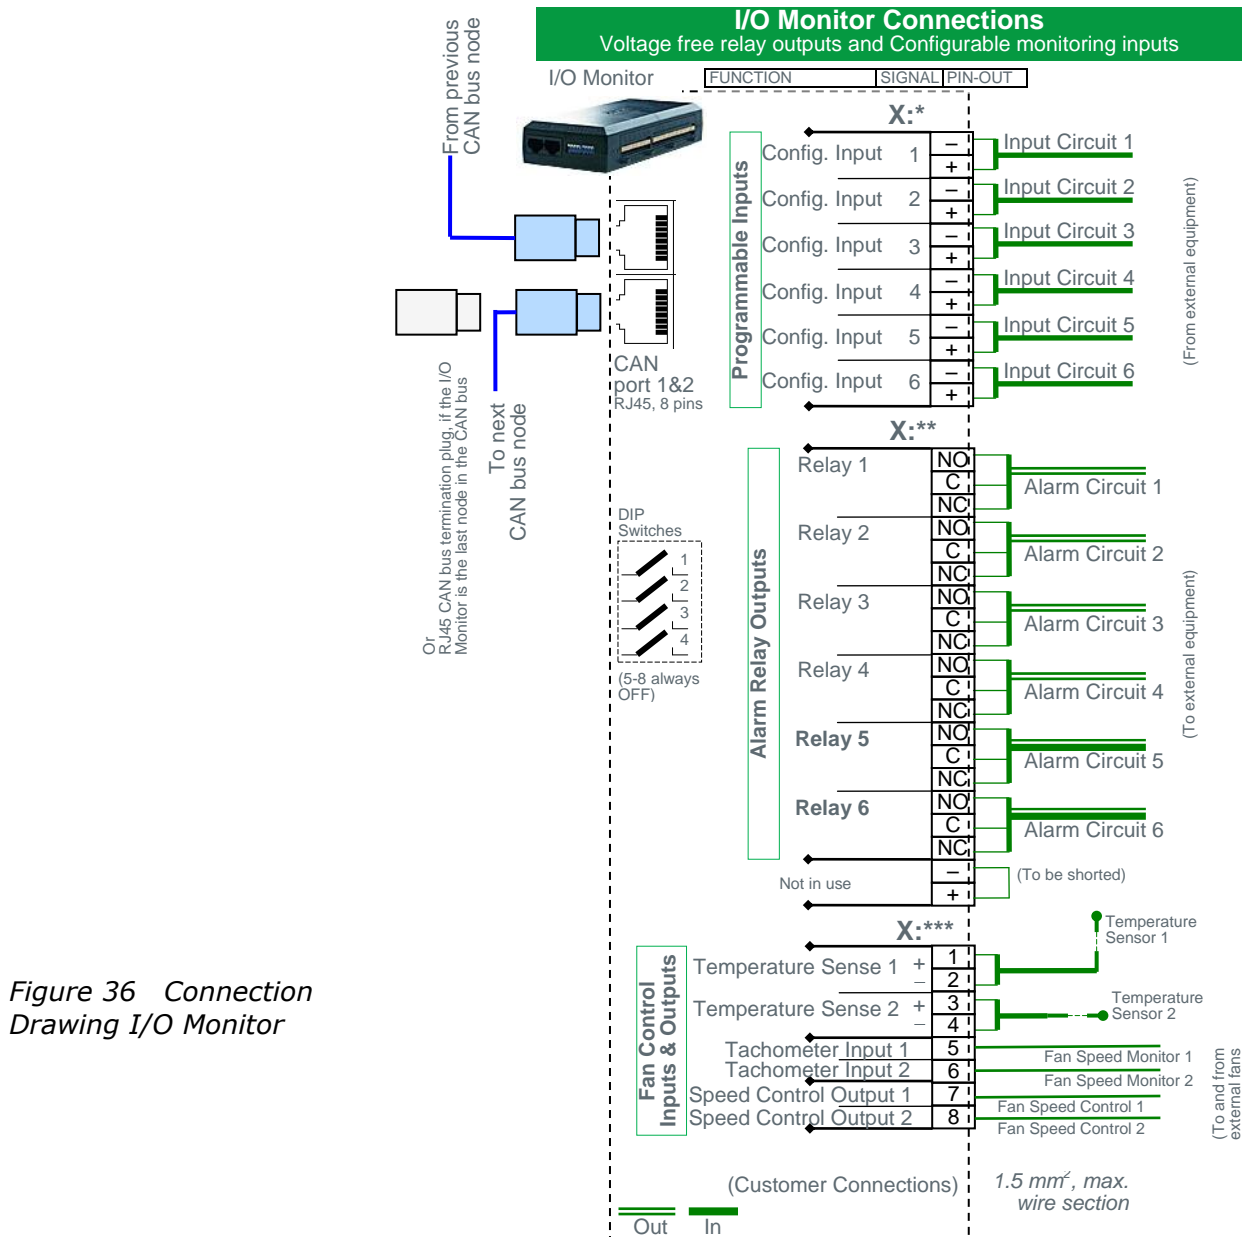 I/O Monitor Connections
Voltage free relay outputs and Configurable monitoring inputs
I/O Monitor
FUNCTION SIGNAL PIN-OUT
From previous
CAN bus node
X:*
Programmable Inputs
Config. Input 1 – + Input Circuit 1
Config. Input 2 – + Input Circuit 2
Config. Input 3 – + Input Circuit 3
Config. Input 4 – + Input Circuit 4
Config. Input 5 – + Input Circuit 5
Config. Input 6 – + Input Circuit 6
(From external equipment)
CAN
port 1&2
RJ45, 8 pins
Or
RJ45 CAN bus termination plug, if the I/O
Monitor is the last node in the CAN bus
To next
CAN bus node
DIP
Switches
1
2
3
4
(5-8 always
OFF)
X:**
Alarm Relay Outputs
Relay 1 NO C NC Alarm Circuit 1
Relay 2 NO C NC Alarm Circuit 2
Relay 3 NO C NC Alarm Circuit 3
Relay 4 NO C NC Alarm Circuit 4
Relay 5 NO C NC Alarm Circuit 5
Relay 6 NO C NC Alarm Circuit 6
(To external equipment)
Not in use – + (To be shorted)
X:***
Fan Control
Inputs & Outputs
Temperature Sense 1 + 1
– 2
Temperature
Sensor 1
Temperature Sense 2 + 3
– 4
Temperature
Sensor 2
Tachometer Input 1 5 Fan Speed Monitor 1
Tachometer Input 2 6 Fan Speed Monitor 2
Speed Control Output 1 7 Fan Speed Control 1
Speed Control Output 2 8 Fan Speed Control 2
(To and from
external fans
Figure 36 Connection
Drawing I/O Monitor
(Customer Connections)
1.5 mm², max.
wire section
Out In